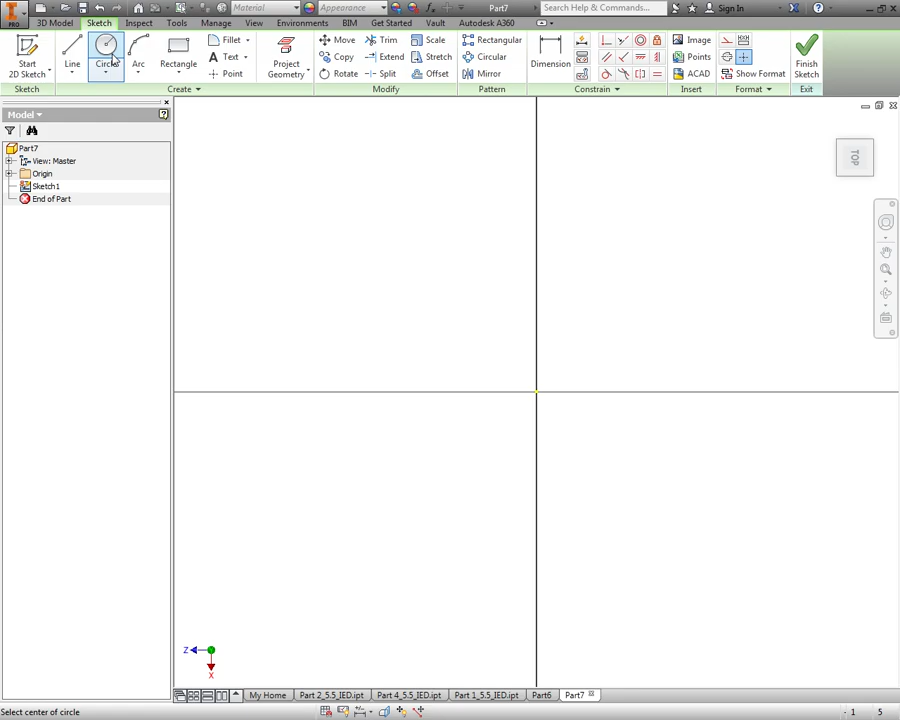 Material
Appearance
Part7
Search Help & Commands...
Sign In
PRO
3D Model
Sketch
Inspect
Tools
Manage
View
Environments
BIM
Get Started
Vault
Autodesk A360
Start
2D Sketch
Line
Circle
Arc
Rectangle
Fillet
Text
Point
Project
Geometry
Move
Copy
Rotate
Trim
Extend
Split
Scale
Stretch
Offset
Rectangular
Circular
Mirror
Dimension
Image
Points
ACAD
Show Format
Finish
Sketch
Sketch
Create
Modify
Pattern
Constrain
Insert
Format
Exit
Model
Part7
View: Master
Origin
Sketch1
End of Part
TOP
Z
X
My Home
Part 2_5.5_IED.ipt
Part 4_5.5_IED.ipt
Part 1_5.5_IED.ipt
Part6
Part7
Select center of circle
1
5